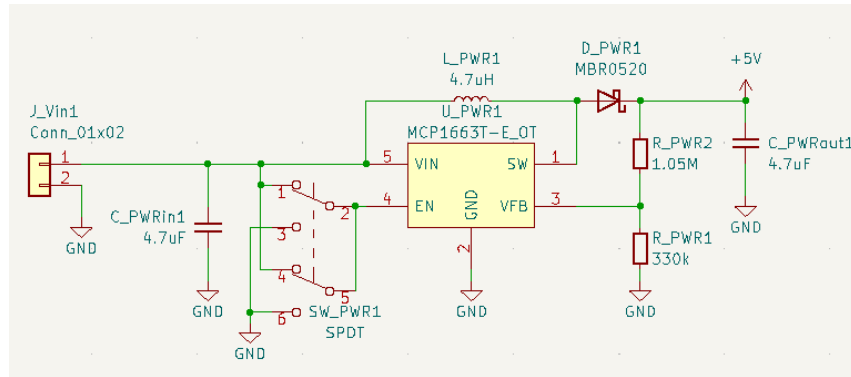 D_PWR1
MBR0520
+5V
L_PWR1
4.7uH
U_PWR1
MCP1663T-E_OT
J_Vin1
Conn_01x02
1
2
GND
C_PWRin1
4.7uF
GND
1
2
3
4
5
6
SW_PWR1
SPDT
GND
5
VIN
SW
1
4
EN
GND
VFB
3
2
GND
R_PWR2
1.05M
R_PWR1
330k
GND
C_PWRout1
4.7uF
GND